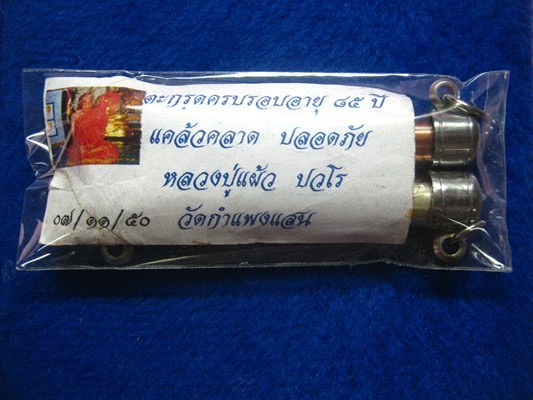 ตะกรุดครบรอบอายุ ๘๕ ปี
แคล้วคลาด ปลอดภัย
หลวงปู่แผ้ว ปวโร
๐๗/๑๑/๕๐ วัดกำแพงแสน